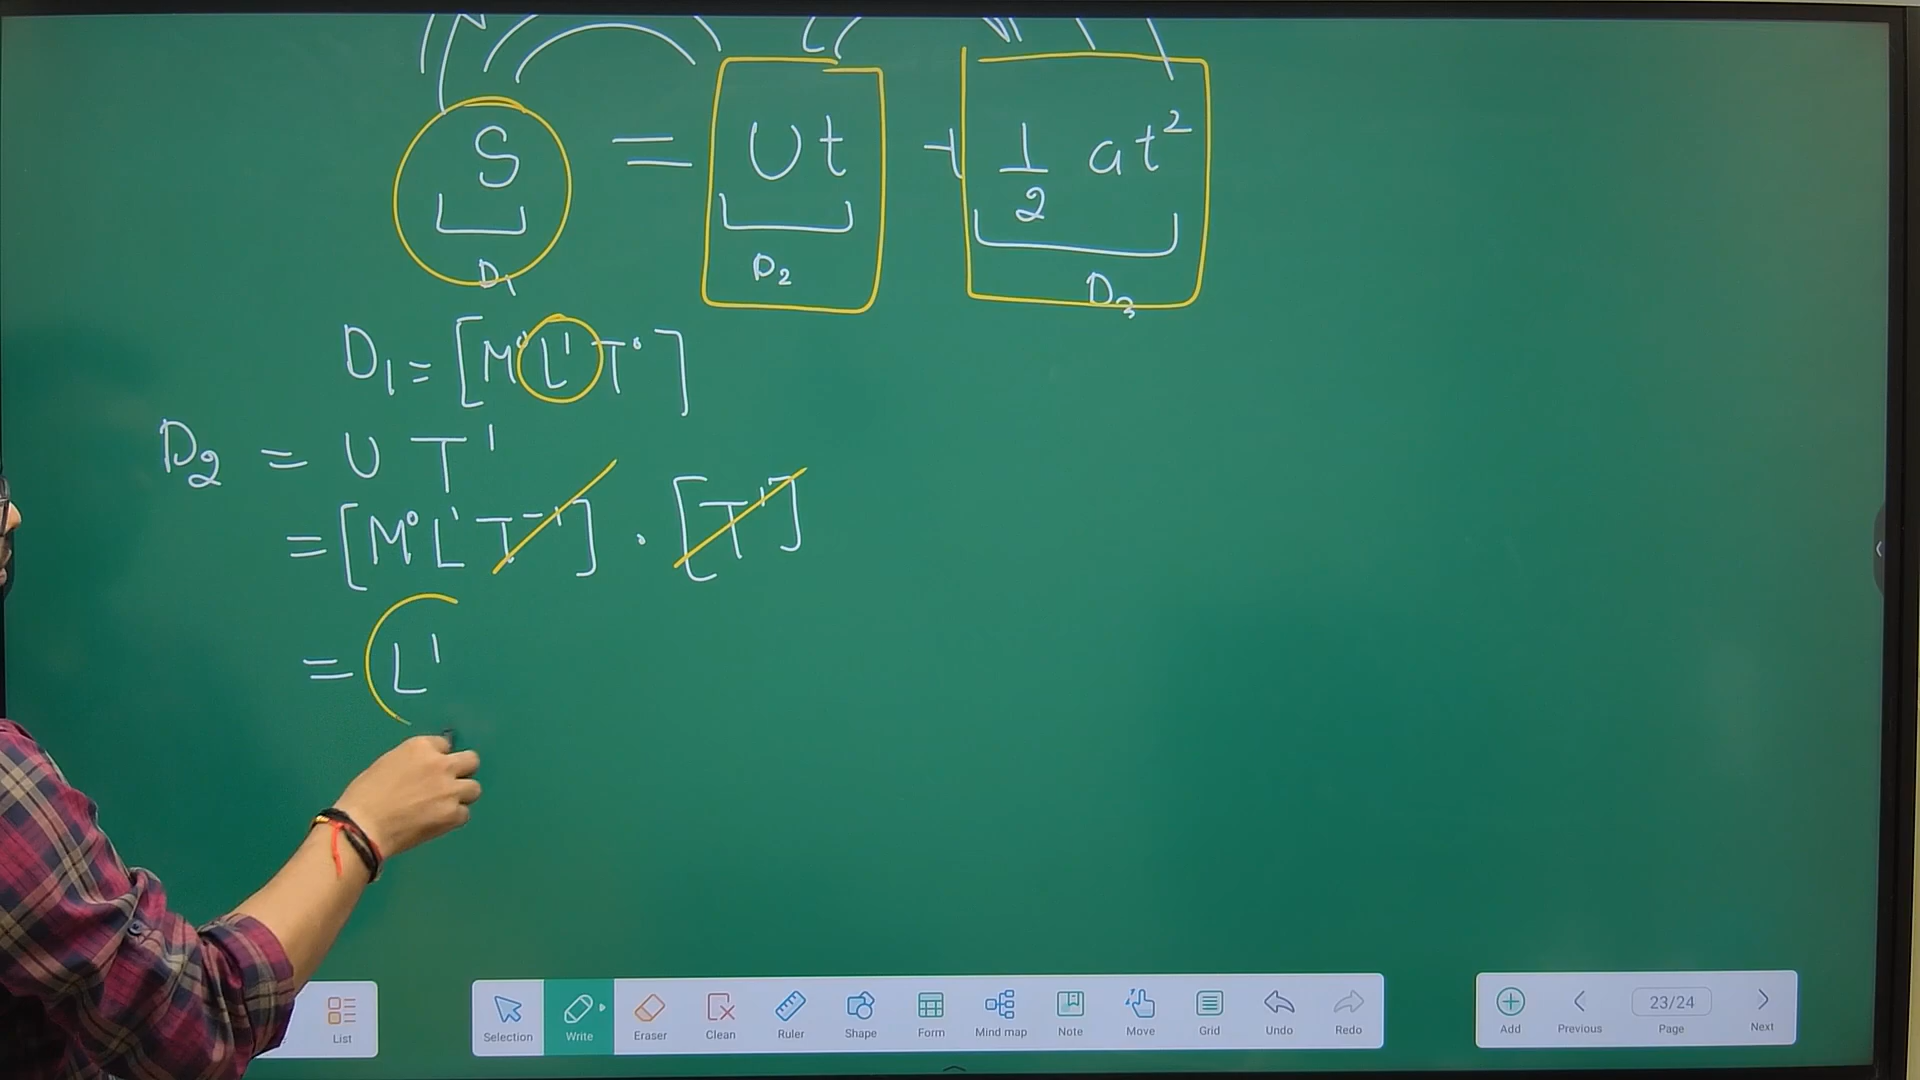 S = Ut + 1/2 at²
D₁ D₂ D₃
D₁ = [M⁰L¹T⁰]
D₂ = U T¹
= [M⁰L¹T⁻¹] · [T¹]
= L¹
List
Selection Write Eraser Clean Ruler Shape Form Mind map Note Move Grid Undo Redo
Add Previous 23/24 Page Next